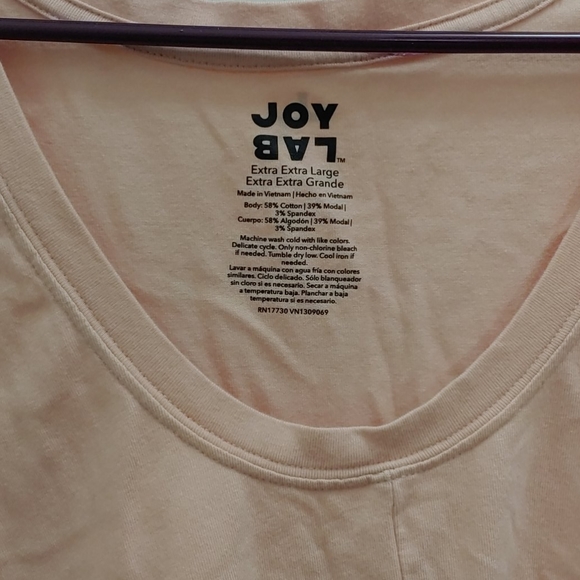 JOY
LAB™
Extra Extra Large
Extra Extra Grande
Made in Vietnam | Hecho en Vietnam
Body: 58% Cotton | 39% Modal |
3% Spandex
Cuerpo: 58% Algodón | 39% Modal |
3% Spandex
Machine wash cold with like colors.
Delicate cycle. Only non-chlorine bleach
if needed. Tumble dry low. Cool iron if
needed.
Lavar a máquina con agua fría con colores
similares. Ciclo delicado. Sólo blanqueador
sin cloro si es necesario. Secar a máquina
a temperatura baja. Planchar a baja
temperatura si es necesario.
RN17730 VN1309069